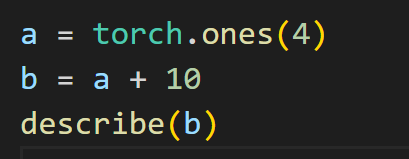 a = torch.ones(4)
b = a + 10
describe(b)